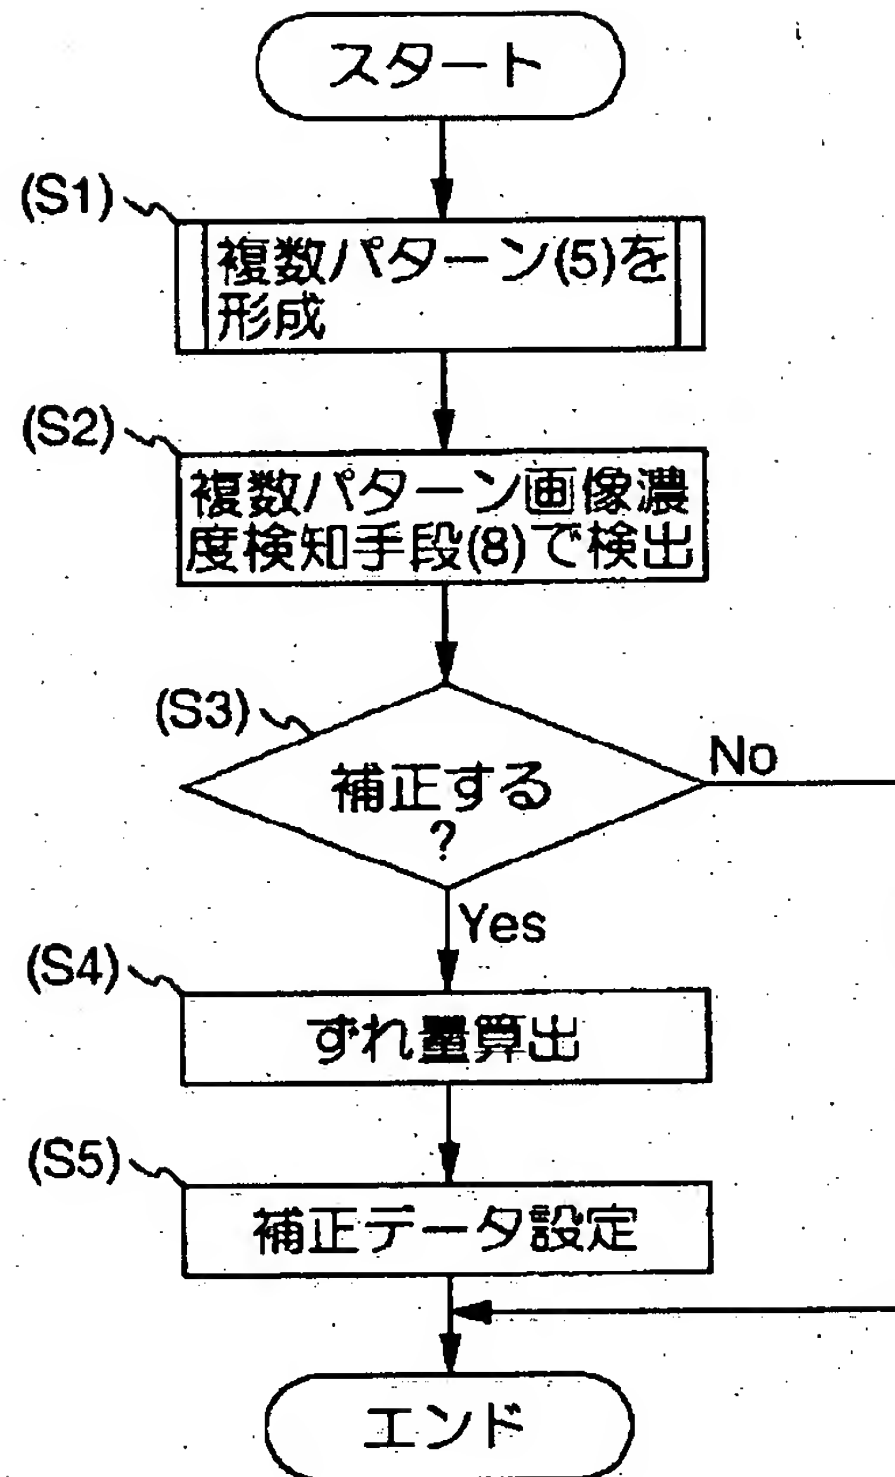 スタート
(S1)
複数パターン(5)を
形成
(S2)
複数パターン画像濃
度検知手段(8)で検出
(S3)
補正する
?
No
Yes
(S4)
ずれ量算出
(S5)
補正データ設定
エンド